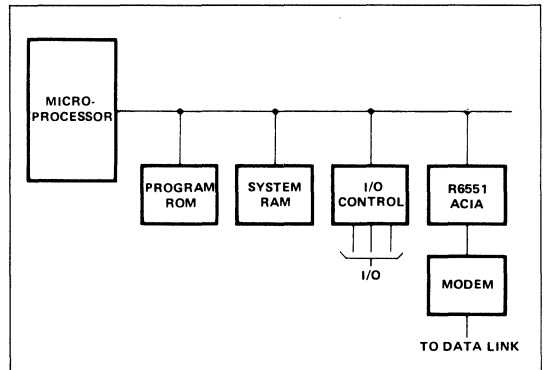 MICRO-
PROCESSOR
PROGRAM
ROM
SYSTEM
RAM
I/O
CONTROL
R6551
ACIA
I/O
MODEM
TO DATA LINK